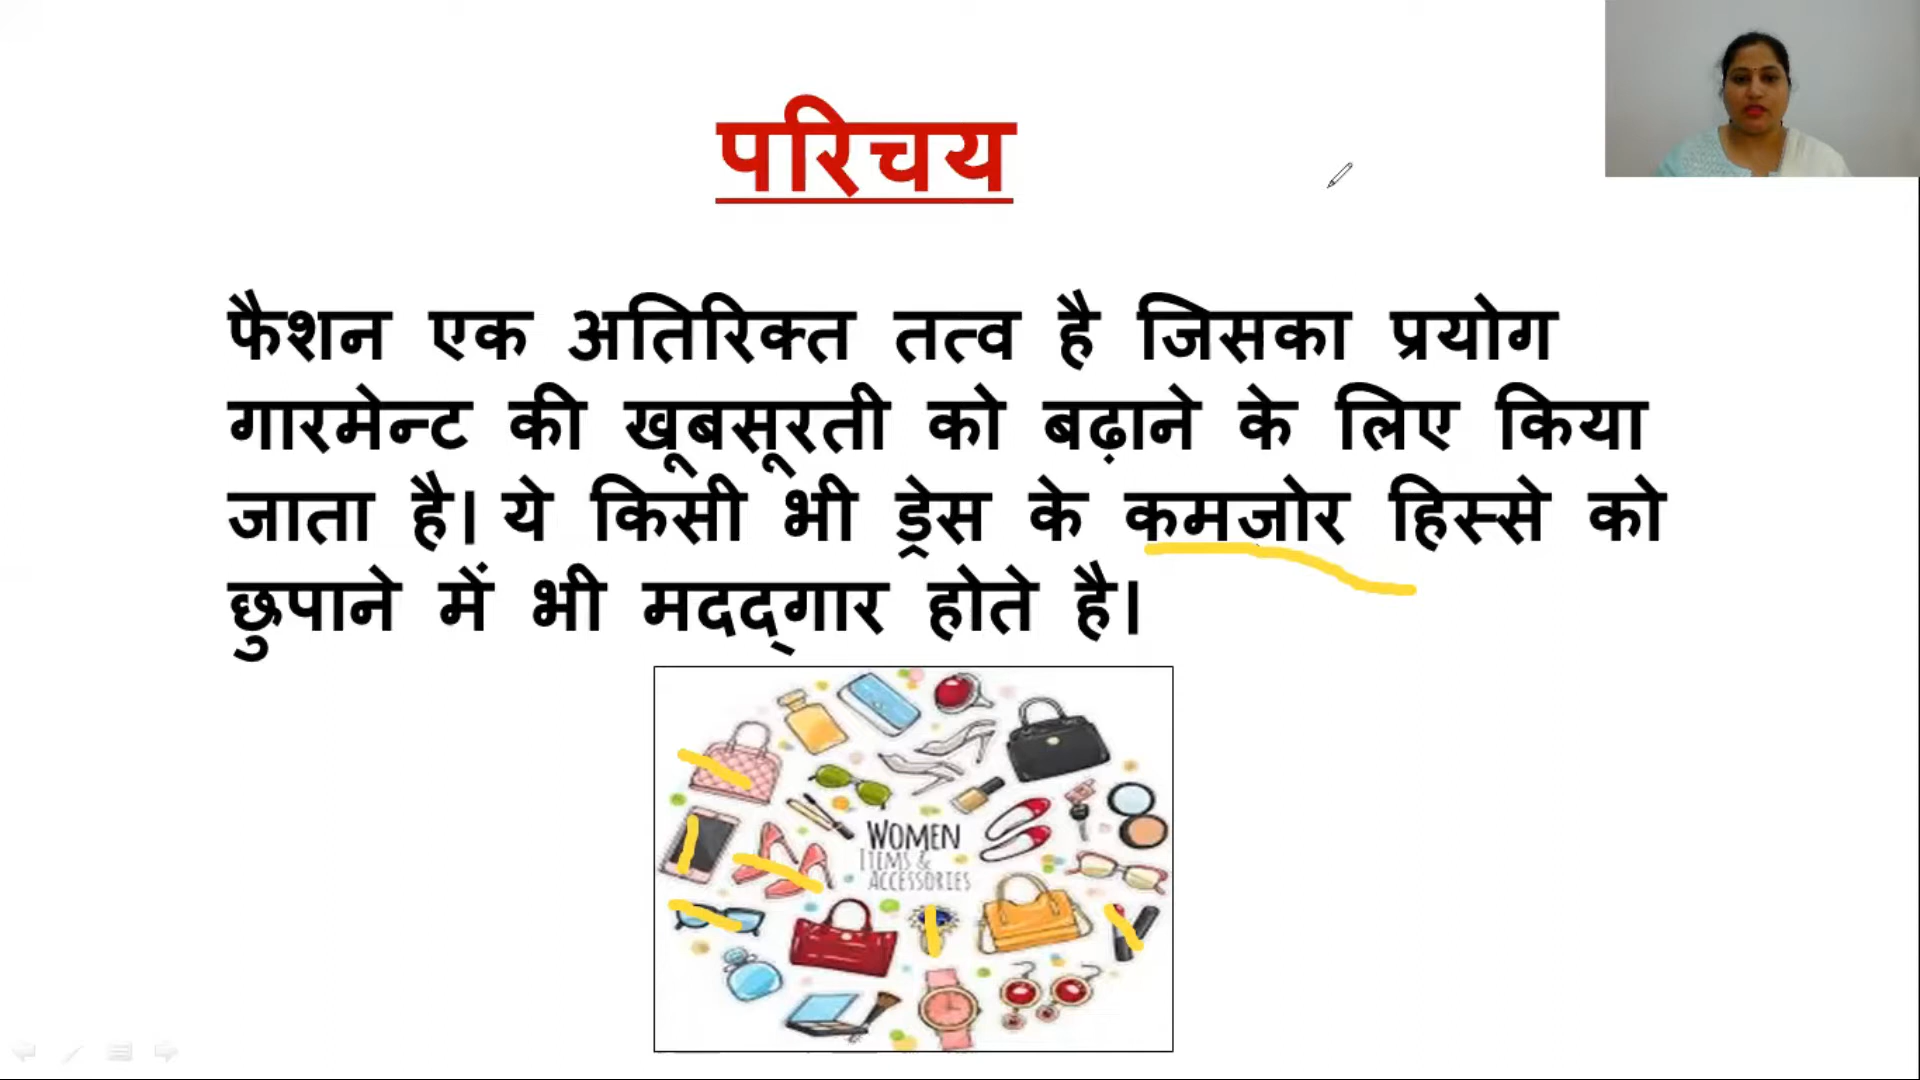 परिचय
फैशन एक अतिरिक्त तत्व है जिसका प्रयोग
गारमेन्ट की खूबसूरती को बढ़ाने के लिए किया
जाता है। ये किसी भी ड्रेस के कमजोर हिस्से को
छुपाने में भी मदद्गार होते है।
WOMEN
ITEMS &
ACCESSORIES